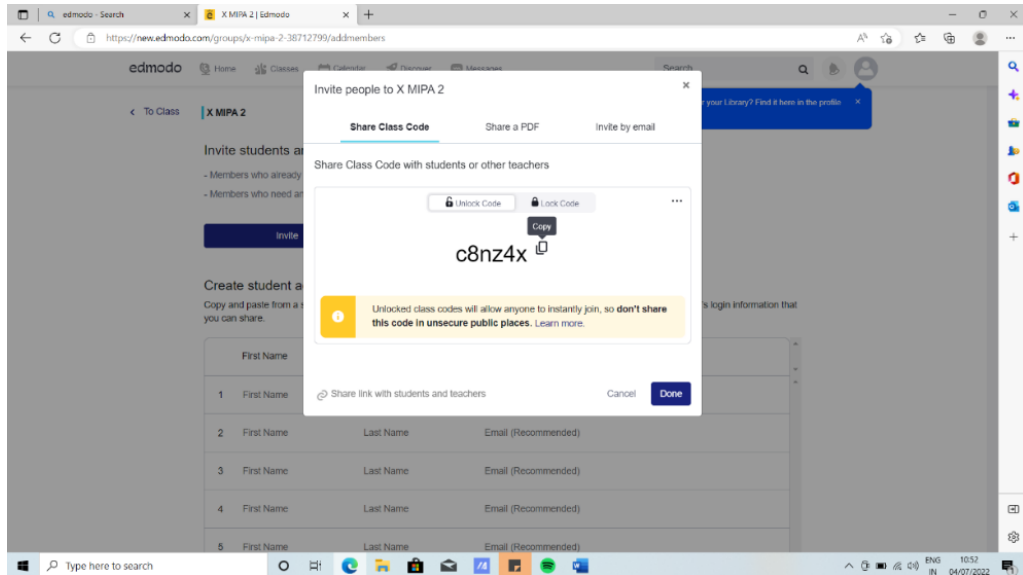 edmodo - Search
X MIPA 2 | Edmodo
https://new.edmodo.com/groups/x-mipa-2-38712799/addmembers
edmodo
Home
Classes
Calendar
Discover
Messages
Search
To Class
X MIPA 2
your Library? Find it here in the profile
Invite students
- Members who already
- Members who need
Invite
Create student
Copy and paste from a
's login information that
you can share.
First Name
1 First Name
2 First Name Last Name Email (Recommended)
3 First Name Last Name Email (Recommended)
4 First Name Last Name Email (Recommended)
5 First Name Last Name Email (Recommended)
Invite people to X MIPA 2
Share Class Code
Share a PDF
Invite by email
Share Class Code with students or other teachers
Unlock Code
Lock Code
Copy
c8nz4x
Unlocked class codes will allow anyone to instantly join, so don't share
this code in unsecure public places. Learn more.
Share link with students and teachers
Cancel
Done
Type here to search
ENG
IN
10:52
04/07/2022